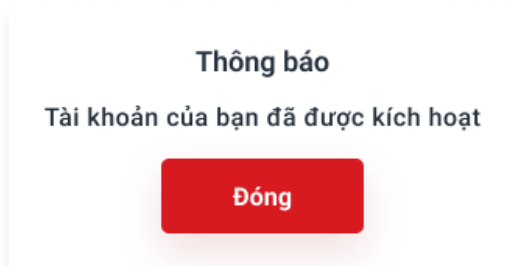 Thông báo
Tài khoản của bạn đã được kích hoạt
Đóng